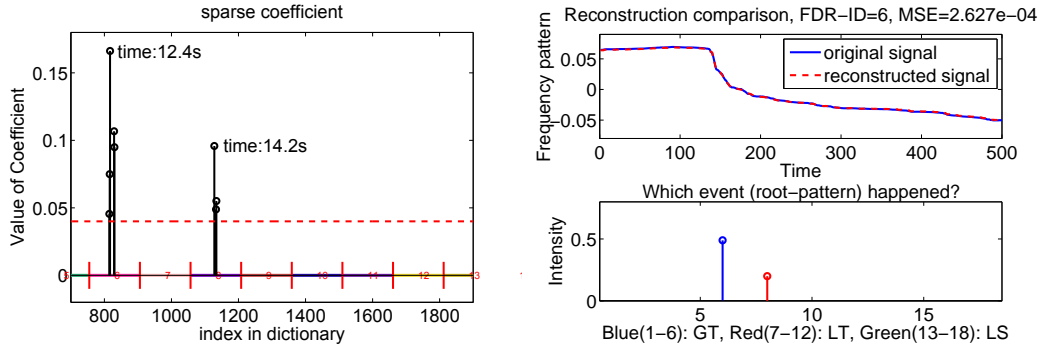 sparse coefficient
Value of Coefficient
0.15
0.1
0.05
0
time:12.4s
time:14.2s
5 6 7 8 9 10 11 12 13
800 1000 1200 1400 1600 1800
index in dictionary
Reconstruction comparison, FDR−ID=6, MSE=2.627e−04
Frequency pattern
0.05
0
−0.05
original signal
reconstructed signal
0 100 200 300 400 500
Time
Which event (root−pattern) happened?
Intensity
0.5
0
5 10 15
Blue(1−6): GT, Red(7−12): LT, Green(13−18): LS